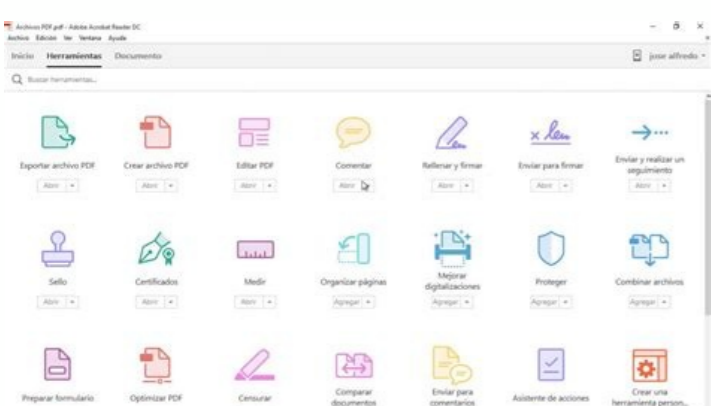 Archivos PDF.pdf - Adobe Acrobat Reader DC
Archivo Edición Ver Ventana Ayuda
Inicio Herramientas Documento
jose alfredo
Buscar herramientas...
Exportar archivo PDF Crear archivo PDF Editar PDF Comentar Rellenar y firmar Enviar para firmar Enviar y realizar un
seguimiento
Abrir Abrir Abrir Abrir Abrir Abrir Abrir
Sello Certificados Medir Organizar páginas Mejorar
digitalizaciones Proteger Combinar archivos
Abrir Abrir Abrir Agregar Agregar Agregar Agregar
Preparar formulario Optimizar PDF Censurar Comparar
documentos Enviar para
comentarios Asistente de acciones Crear una
herramienta person...